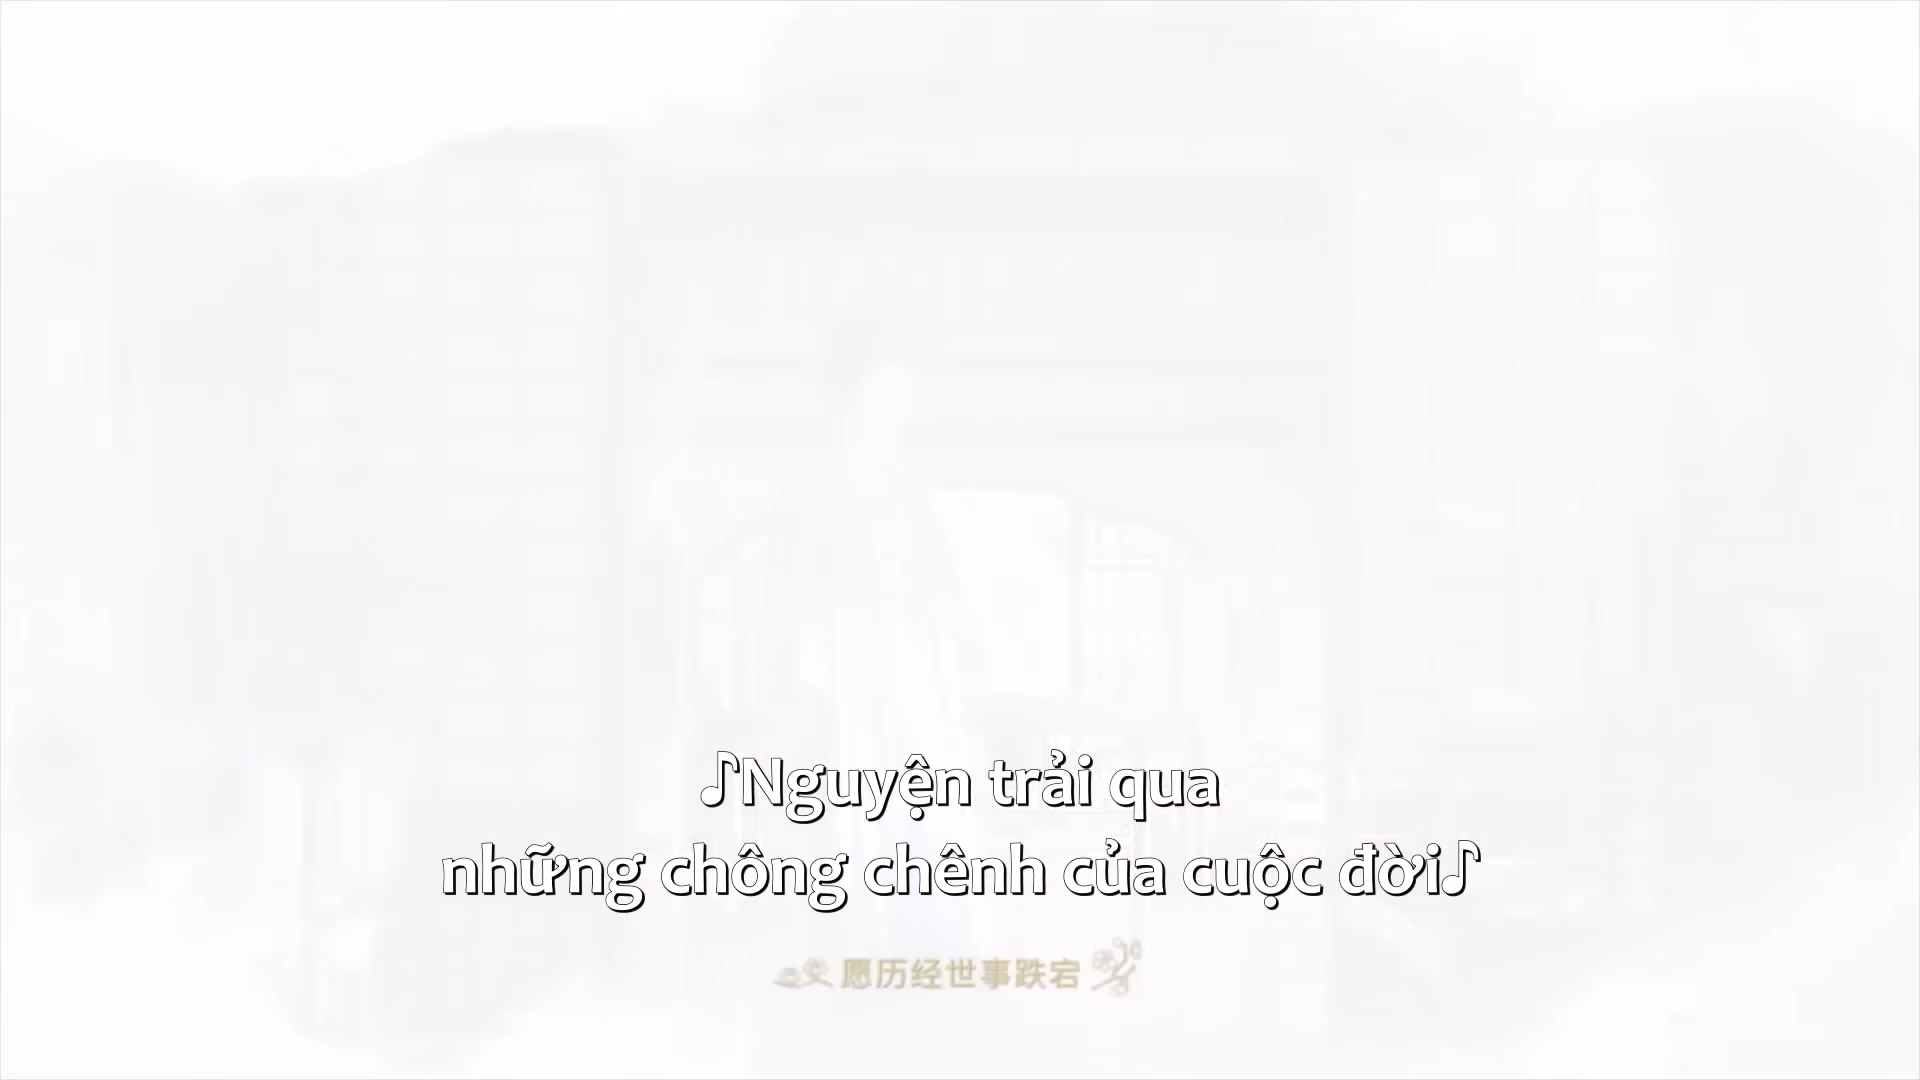 ♪Nguyện trải qua
những chông chênh của cuộc đời♪
愿历经世事跌宕